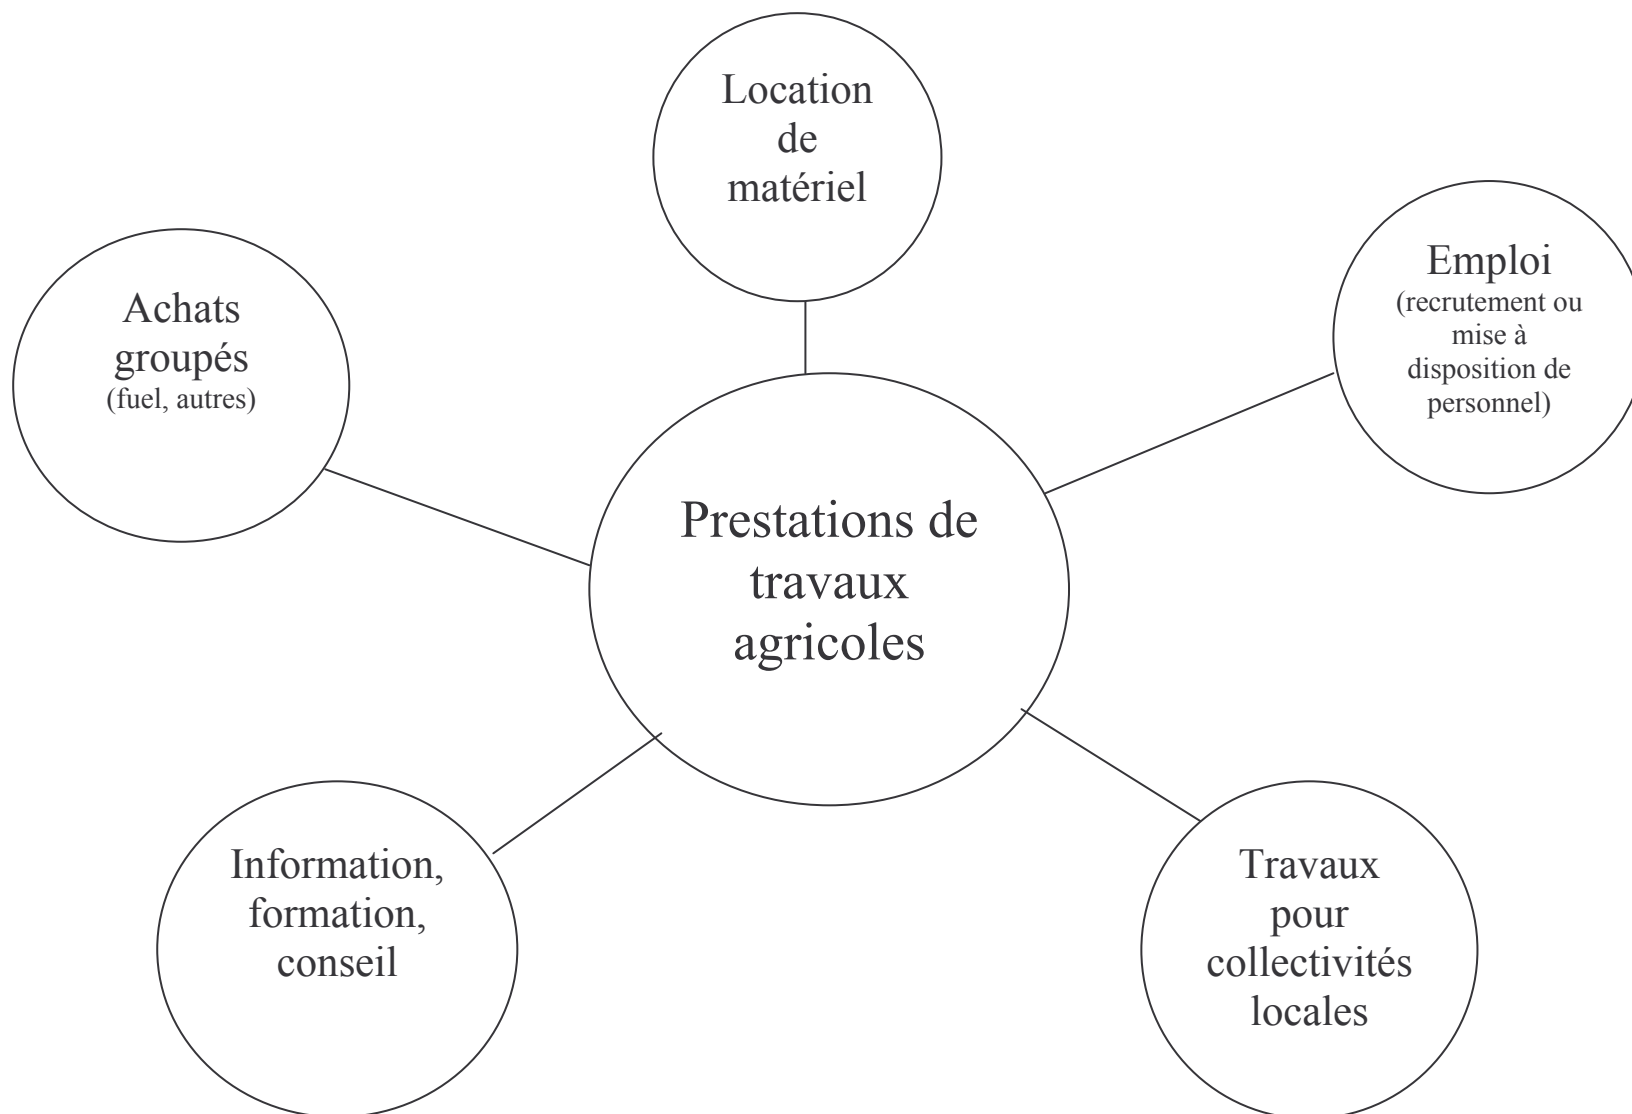 Location
de
matériel
Emploi
(recrutement ou
mise à
disposition de
personnel)
Achats
groupés
(fuel, autres)
Prestations de
travaux
agricoles
Information,
formation,
conseil
Travaux
pour
collectivités
locales